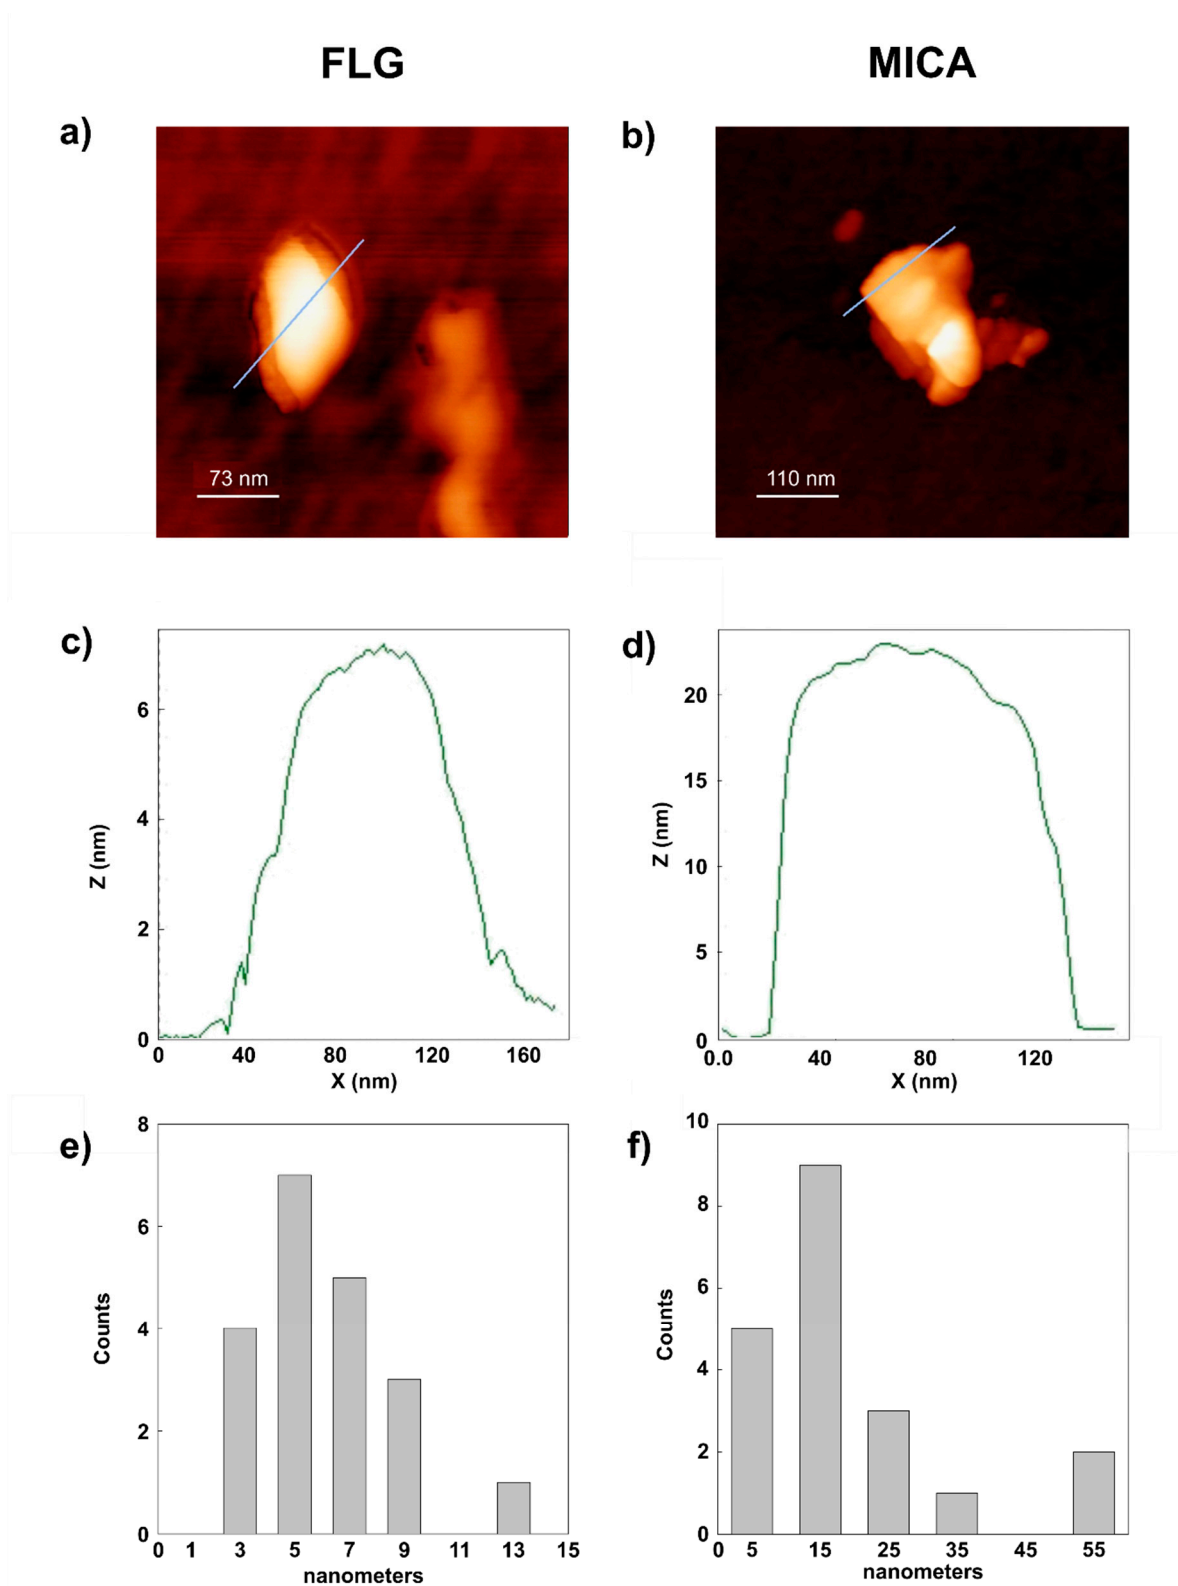 FLG
MICA
a)
b)
73 nm
110 nm
c)
6
4
2
0
Z (nm)
0 40 80 120 160
X (nm)
d)
20
15
10
5
0
Z (nm)
0.0 40 80 120
X (nm)
e)
8
6
4
2
0
Counts
0 1 3 5 7 9 11 13 15
nanometers
f)
10
8
6
4
2
0
Counts
0 5 15 25 35 45 55
nanometers